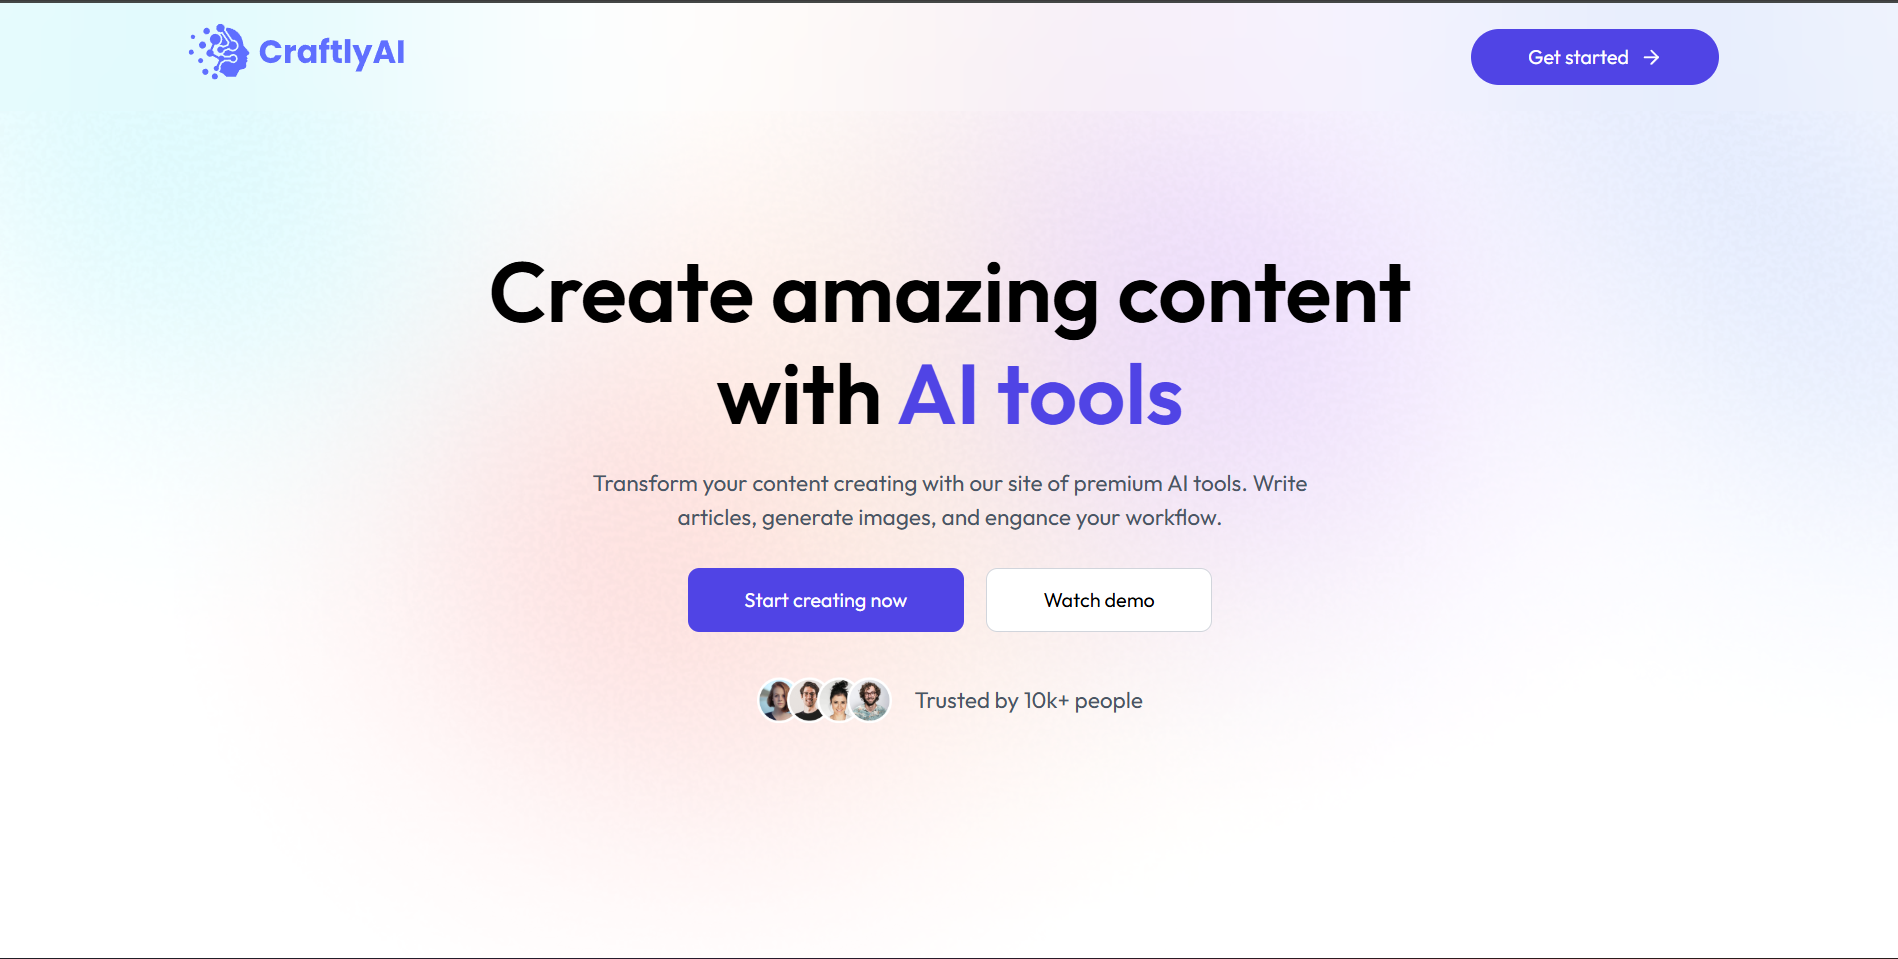 CraftlyAI
Get started
Create amazing content
with AI tools
Transform your content creating with our site of premium AI tools. Write
articles, generate images, and engance your workflow.
Start creating now
Watch demo
Trusted by 10k+ people